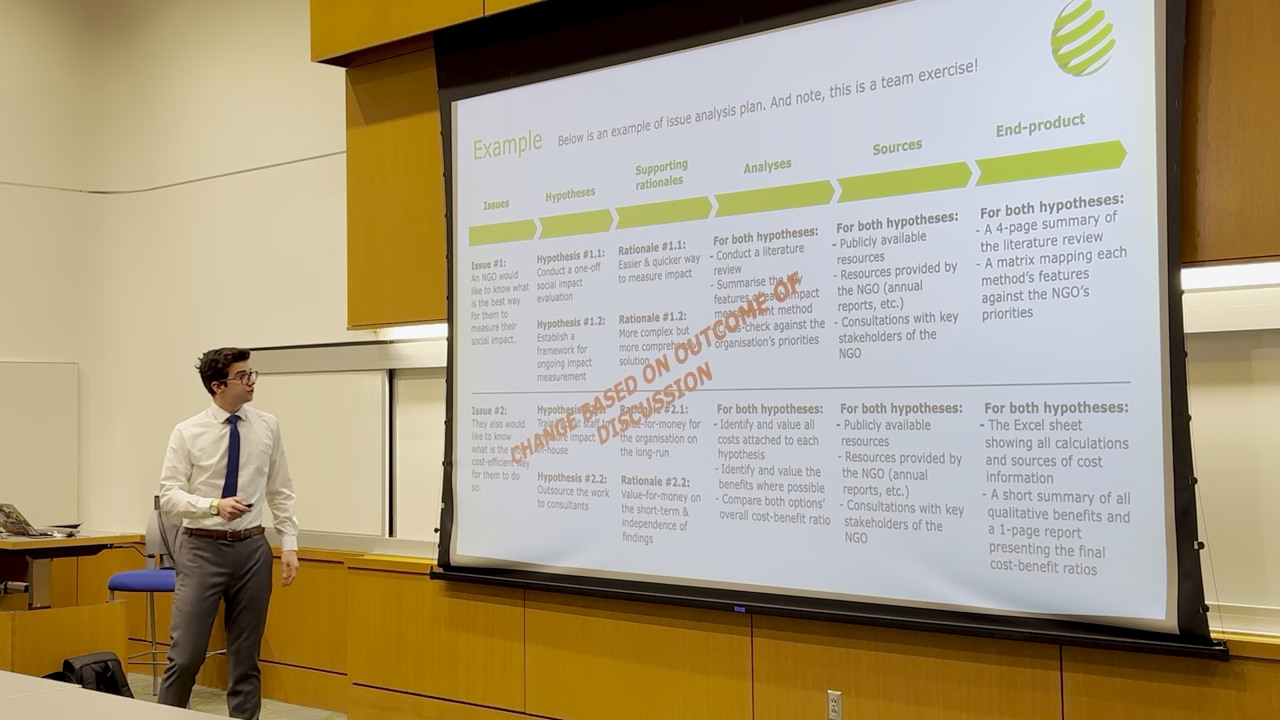 Example
Below is an example of issue analysis plan. And note, this is a team exercise!
Issues
Hypotheses
Supporting
rationales
Analyses
Sources
End-product
Issue #1:
An NGO would
like to know what
is the best way
for them to
measure their
social impact.
Hypothesis #1.1:
Conduct a one-off
social impact
evaluation
Hypothesis #1.2:
Establish a
framework for
ongoing impact
measurement
Rationale #1.1:
Easier & quicker way
to measure impact
Rationale #1.2:
More complex but
more comprehensive
solution
For both hypotheses:
- Conduct a literature
review
- Summarise the key
features of each impact
measurement method
- Cross-check against the
organisation's priorities
For both hypotheses:
- Publicly available
resources
- Resources provided by
the NGO (annual
reports, etc.)
- Consultations with key
stakeholders of the
NGO
For both hypotheses:
- A 4-page summary of
the literature review
- A matrix mapping each
method's features
against the NGO's
priorities
CHANGE BASED ON OUTCOME OF
DISCUSSION
Issue #2:
They also would
like to know
what is the most
cost-efficient way
for them to do
so.
Hypothesis
staff
impact
in-house
Hypothesis #2.2:
Outsource the work
to consultants
Rationale #2.1:
Value-for-money for
the organisation on
the long-run
Rationale #2.2:
Value-for-money on
the short-term &
independence of
findings
For both hypotheses:
- Identify and value all
costs attached to each
hypothesis
- Identify and value the
benefits where possible
- Compare both options'
overall cost-benefit ratio
For both hypotheses:
- Publicly available
resources
- Resources provided by
the NGO (annual
reports, etc.)
- Consultations with key
stakeholders of the
NGO
For both hypotheses:
- The Excel sheet
showing all calculations
and sources of cost
information
- A short summary of all
qualitative benefits and
a 1-page report
presenting the final
cost-benefit ratios